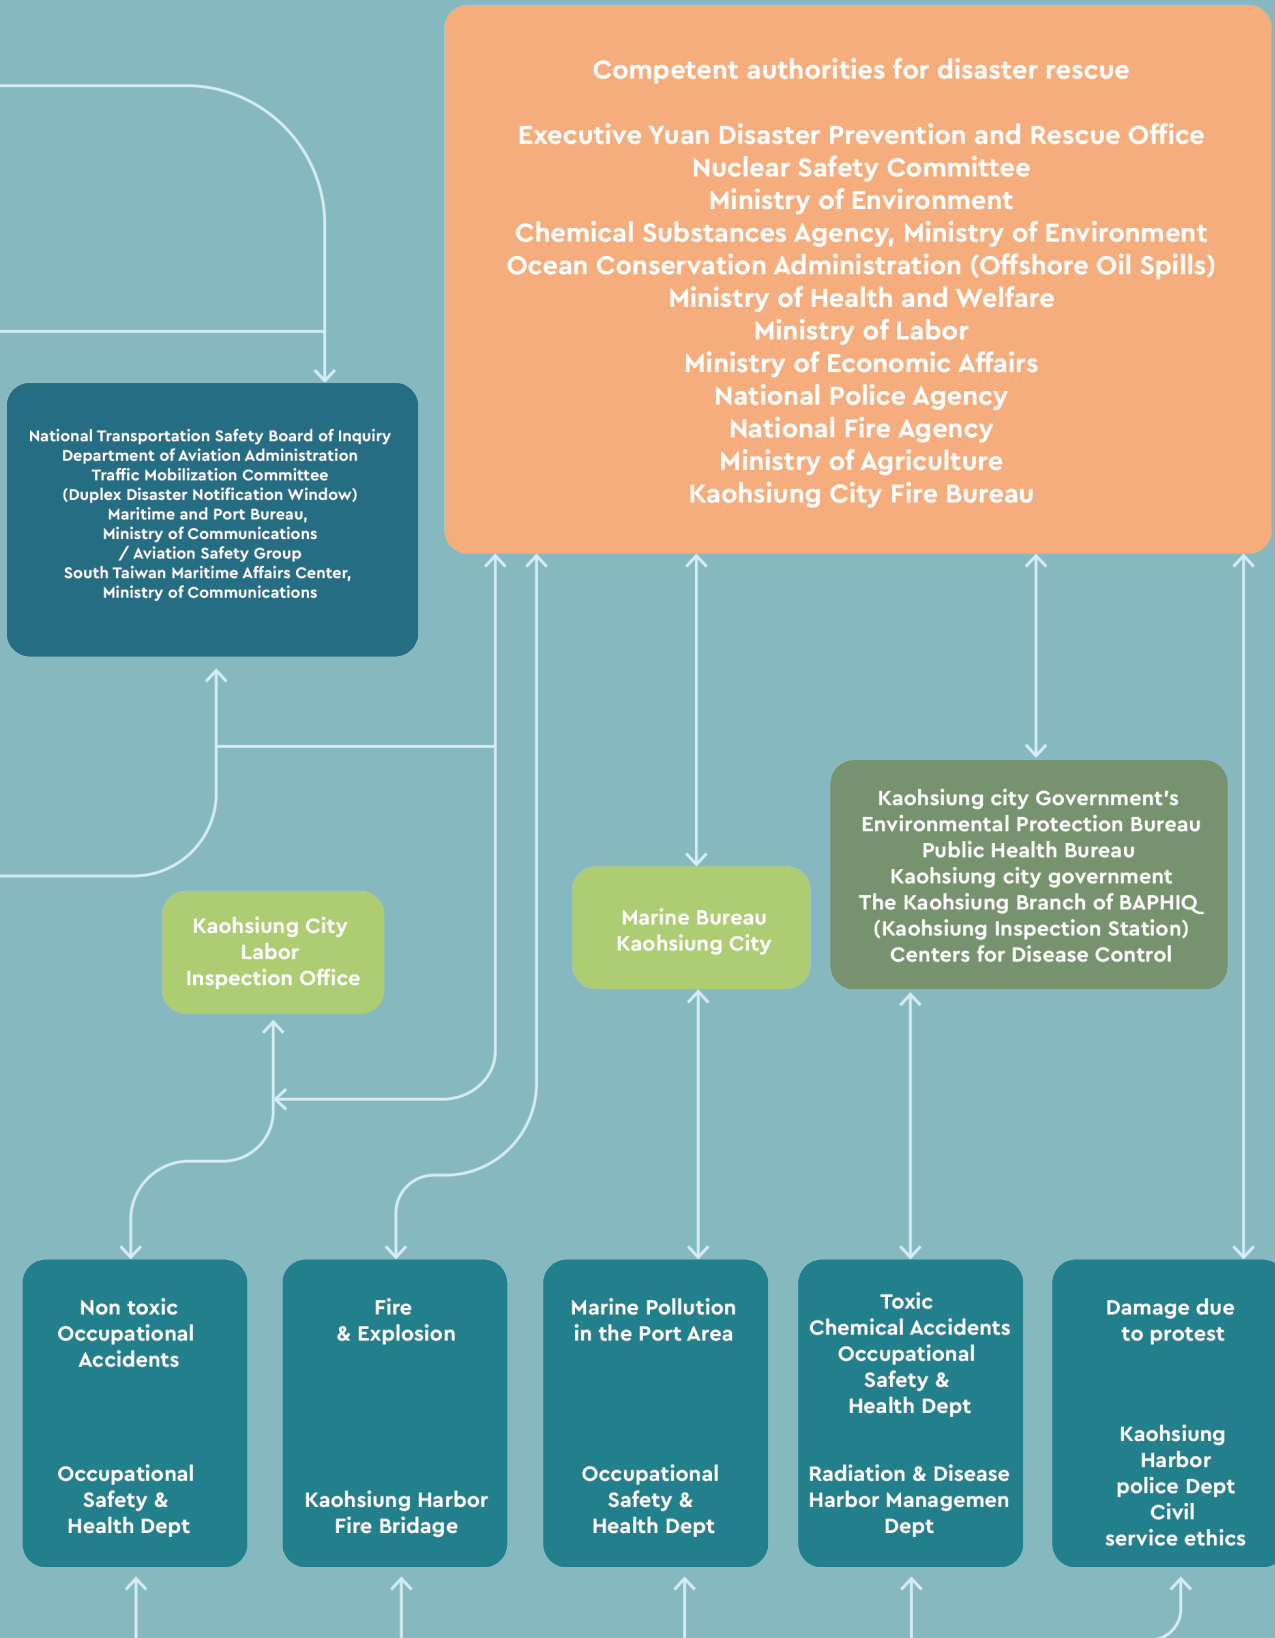 Competent authorities for disaster rescue
Executive Yuan Disaster Prevention and Rescue Office
Nuclear Safety Committee
Ministry of Environment
Chemical Substances Agency, Ministry of Environment
Ocean Conservation Administration (Offshore Oil Spills)
Ministry of Health and Welfare
Ministry of Labor
Ministry of Economic Affairs
National Police Agency
National Fire Agency
Ministry of Agriculture
Kaohsiung City Fire Bureau
National Transportation Safety Board of Inquiry
Department of Aviation Administration
Traffic Mobilization Committee
(Duplex Disaster Notification Window)
Maritime and Port Bureau,
Ministry of Communications
/ Aviation Safety Group
South Taiwan Maritime Affairs Center,
Ministry of Communications
Kaohsiung city Government's
Environmental Protection Bureau
Public Health Bureau
Kaohsiung city government
The Kaohsiung Branch of BAPHIQ
(Kaohsiung Inspection Station)
Centers for Disease Control
Kaohsiung City
Labor
Inspection Office
Marine Bureau
Kaohsiung City
Non toxic
Occupational
Accidents
Occupational
Safety &
Health Dept
Fire
& Explosion
Kaohsiung Harbor
Fire Bridage
Marine Pollution
in the Port Area
Occupational
Safety &
Health Dept
Toxic
Chemical Accidents
Occupational
Safety &
Health Dept
Radiation & Disease
Harbor Managemen
Dept
Damage due
to protest
Kaohsiung
Harbor
police Dept
Civil
service ethics